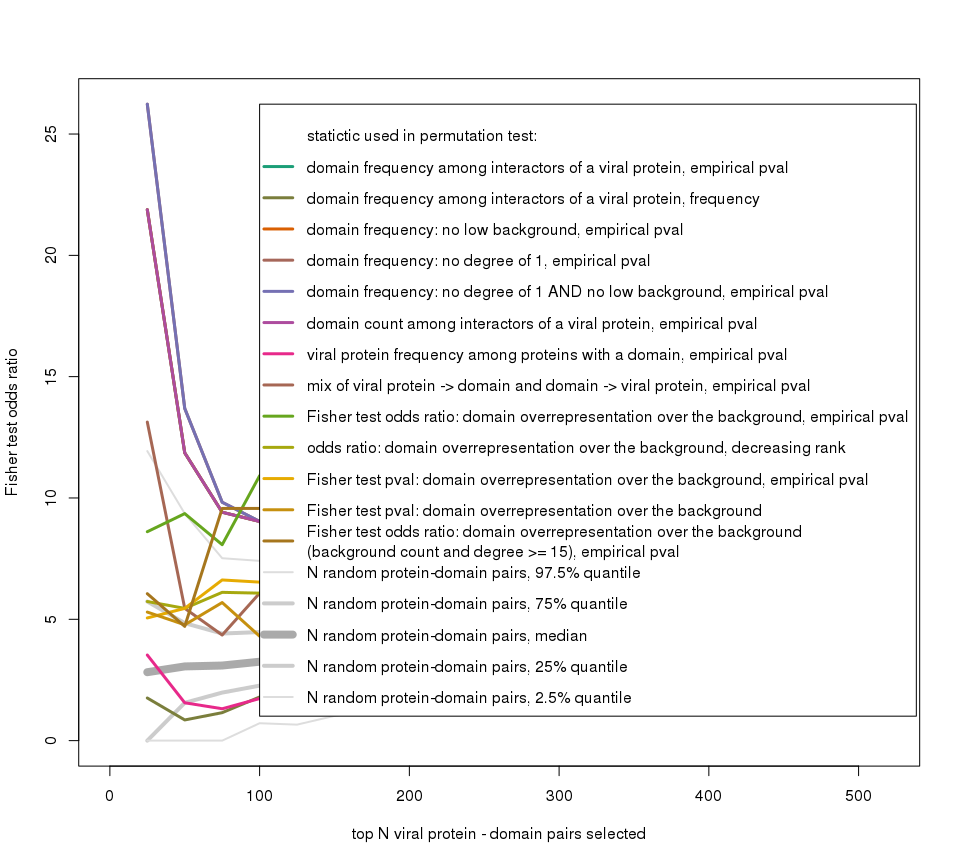 25
20
15
10
5
0
Fisher test odds ratio
statictic used in permutation test:
domain frequency among interactors of a viral protein, empirical pval
domain frequency among interactors of a viral protein, frequency
domain frequency: no low background, empirical pval
domain frequency: no degree of 1, empirical pval
domain frequency: no degree of 1 AND no low background, empirical pval
domain count among interactors of a viral protein, empirical pval
viral protein frequency among proteins with a domain, empirical pval
mix of viral protein -> domain and domain -> viral protein, empirical pval
Fisher test odds ratio: domain overrepresentation over the background, empirical pval
odds ratio: domain overrepresentation over the background, decreasing rank
Fisher test pval: domain overrepresentation over the background, empirical pval
Fisher test pval: domain overrepresentation over the background
Fisher test odds ratio: domain overrepresentation over the background
(background count and degree >= 15), empirical pval
N random protein-domain pairs, 97.5% quantile
N random protein-domain pairs, 75% quantile
N random protein-domain pairs, median
N random protein-domain pairs, 25% quantile
N random protein-domain pairs, 2.5% quantile
0 100 200 300 400 500
top N viral protein - domain pairs selected